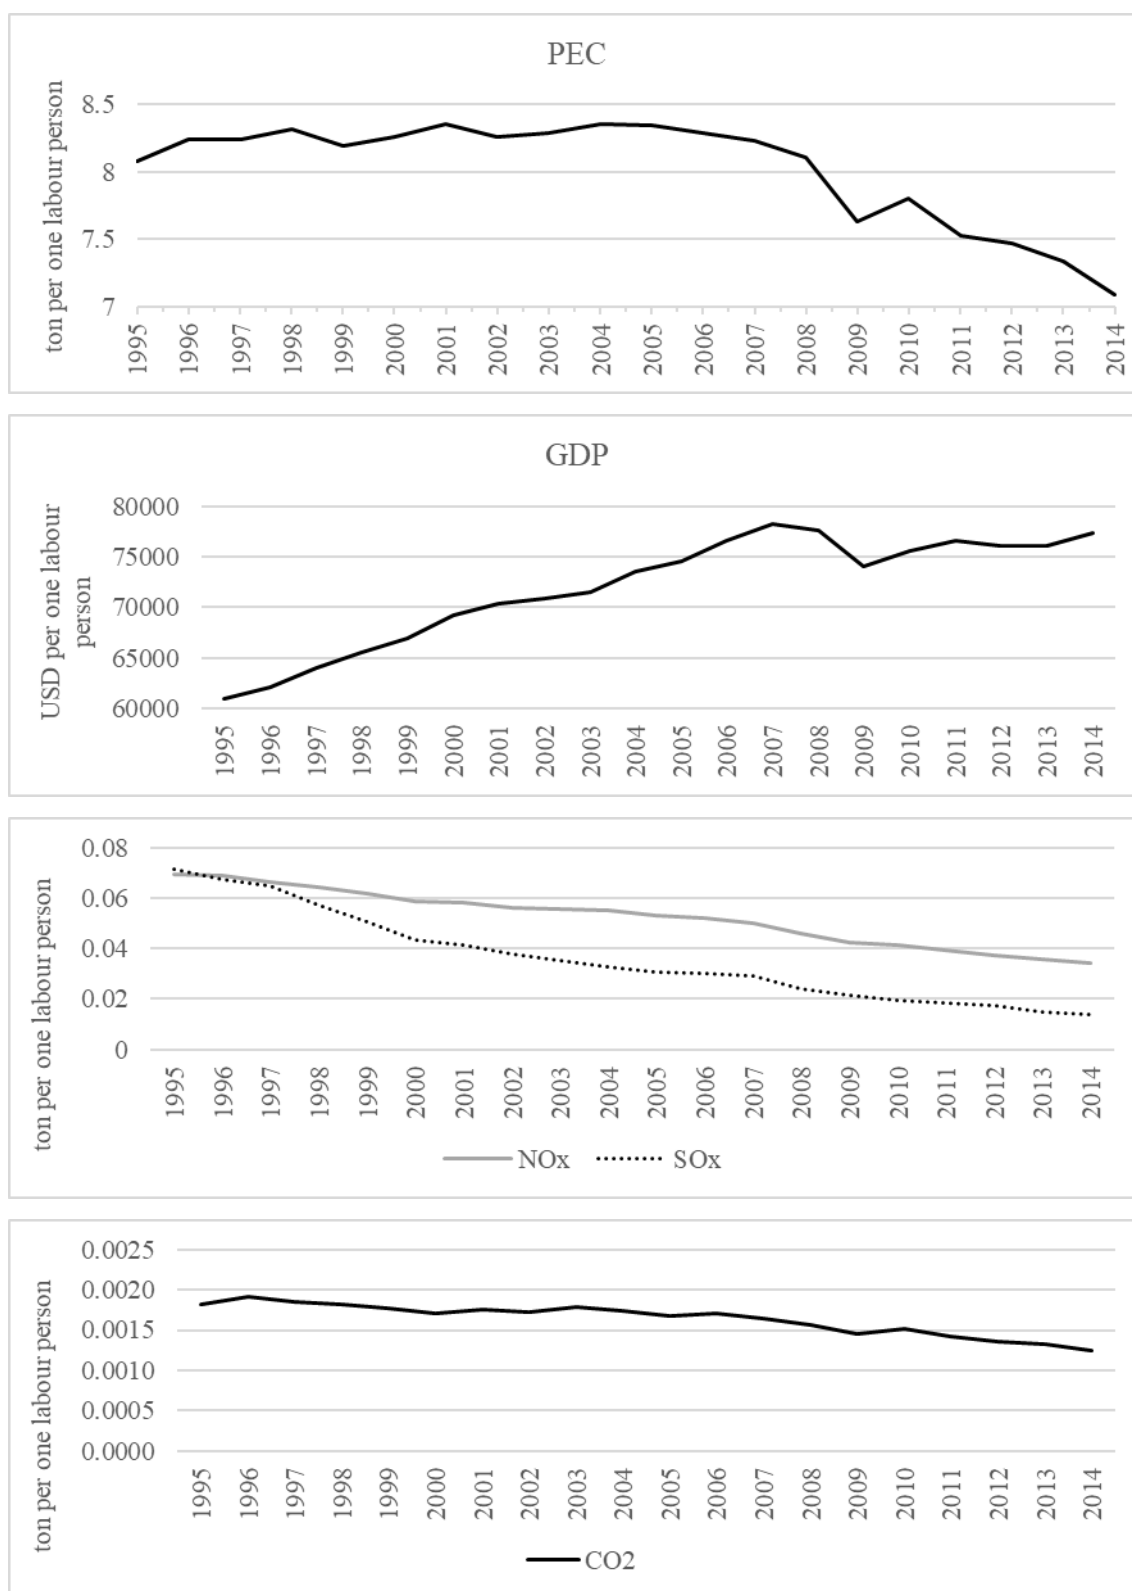 PEC
ton per one labour person
8.5
8
7.5
7
1995 1996 1997 1998 1999 2000 2001 2002 2003 2004 2005 2006 2007 2008 2009 2010 2011 2012 2013 2014
GDP
USD per one labour
person
80000
75000
70000
65000
60000
1995 1996 1997 1998 1999 2000 2001 2002 2003 2004 2005 2006 2007 2008 2009 2010 2011 2012 2013 2014
ton per one labour person
0.08
0.06
0.04
0.02
0
1995 1996 1997 1998 1999 2000 2001 2002 2003 2004 2005 2006 2007 2008 2009 2010 2011 2012 2013 2014
NOx SOx
ton per one labour person
0.0025
0.0020
0.0015
0.0010
0.0005
0.0000
1995 1996 1997 1998 1999 2000 2001 2002 2003 2004 2005 2006 2007 2008 2009 2010 2011 2012 2013 2014
CO2